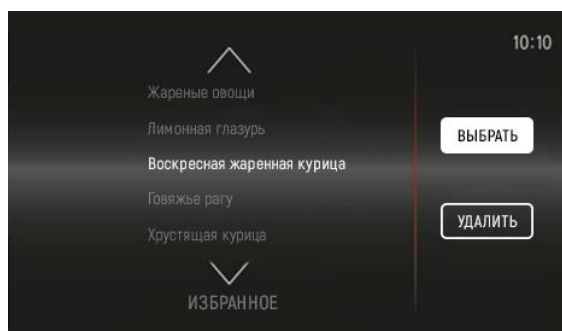 10:10
Жареные овощи
Лимонная глазурь
ВЫБРАТЬ
Воскресная жаренная курица
Говяжье рагу
УДАЛИТЬ
Хрустящая курица
ИЗБРАННОЕ